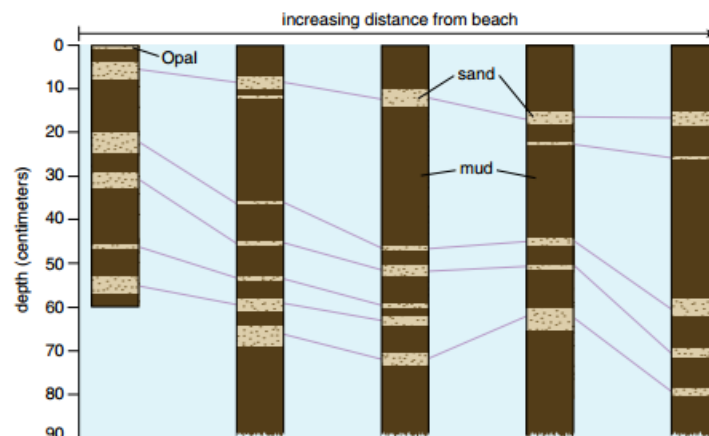 increasing distance from beach
0
Opal
10
sand
20
30
mud
40
50
60
70
80
90
depth (centimeters)